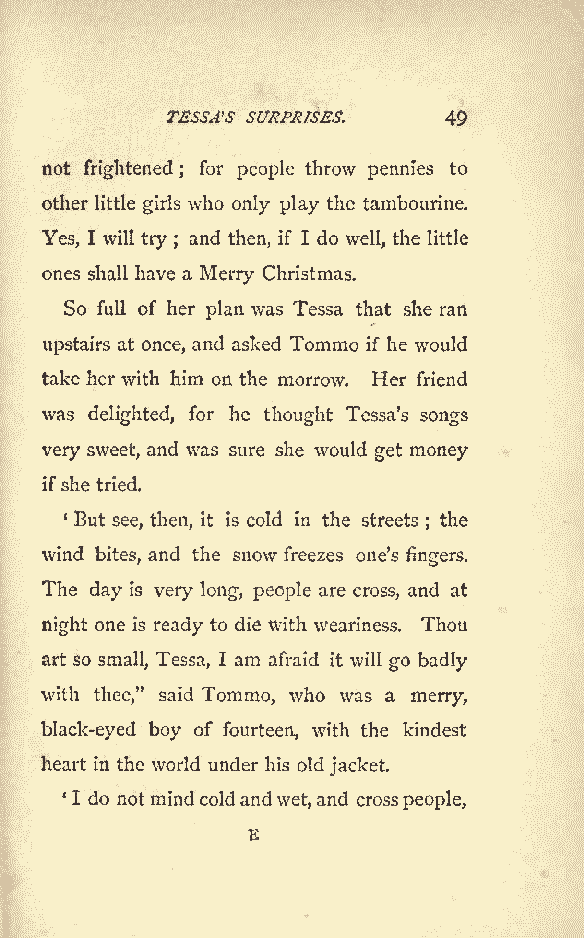 TESSA'S SURPRISES. 49
not frightened ; for people throw pennies to
other little girls who only play the tambourine.
Yes, I will try ; and then, if I do well, the little
ones shall have a Merry Christmas.
So full of her plan was Tessa that she ran
upstairs at once, and asked Tommo if he would
take her with him on the morrow. Her friend
was delighted, for he thought Tessa's songs
very sweet, and was sure she would get money
if she tried.
‘ But see, then, it is cold in the streets ; the
wind bites, and the snow freezes one's fingers.
The day is very long, people are cross, and at
night one is ready to die with weariness. Thou
art so small, Tessa, I am afraid it will go badly
with thee,” said Tommo, who was a merry,
black-eyed boy of fourteen, with the kindest
heart in the world under his old jacket.
‘ I do not mind cold and wet, and cross people,
E